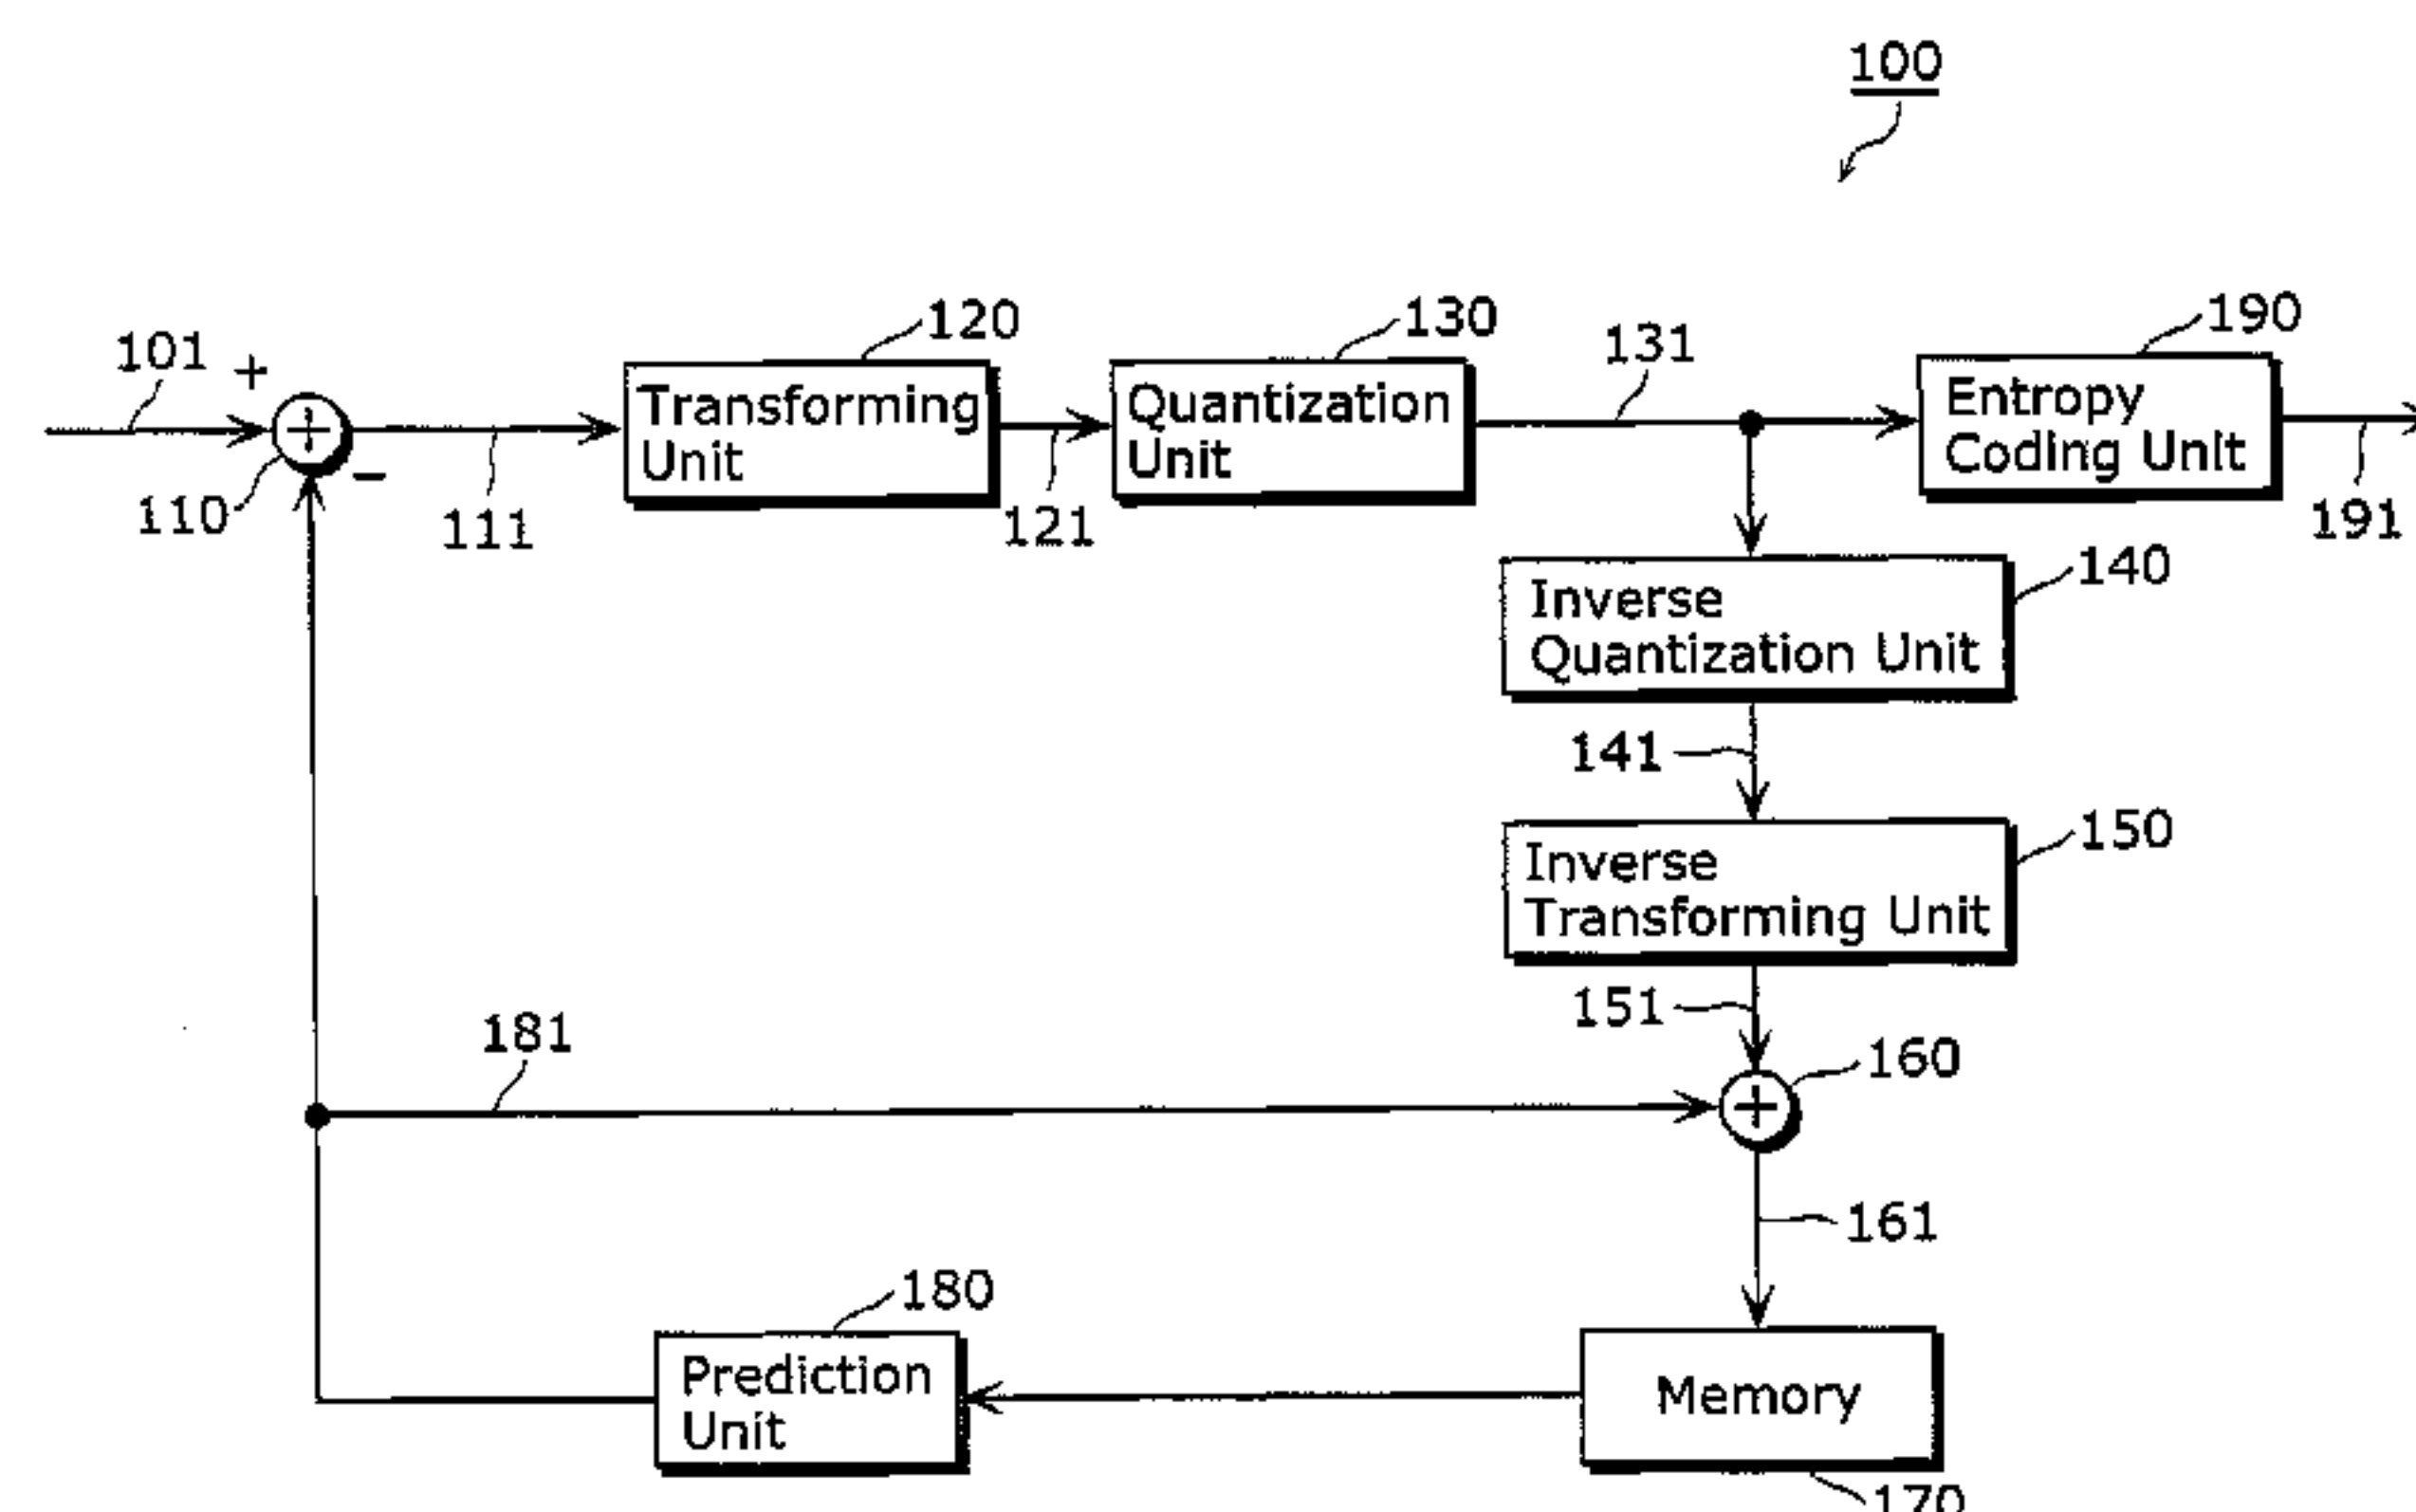 100
101
+
110
−
111
120
Transforming
Unit
121
130
Quantization
Unit
131
190
Entropy
Coding Unit
191
140
Inverse
Quantization Unit
141
150
Inverse
Transforming Unit
151
160
181
161
180
Prediction
Unit
Memory
170